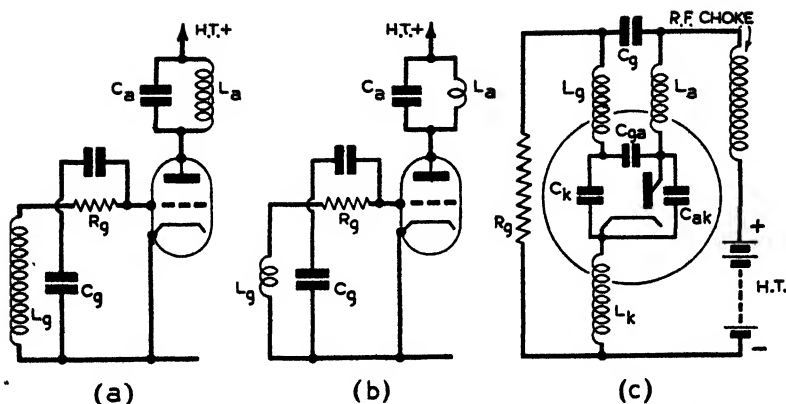 H.T.+
Ca
La
Rg
Lg
Cg
(a)
H.T.+
Ca
La
Rg
Lg
Cg
(b)
R.F. CHOKE
Cg
Lg
La
Cga
Ck
Cak
Rg
Lk
+
H.T.
−
(c)